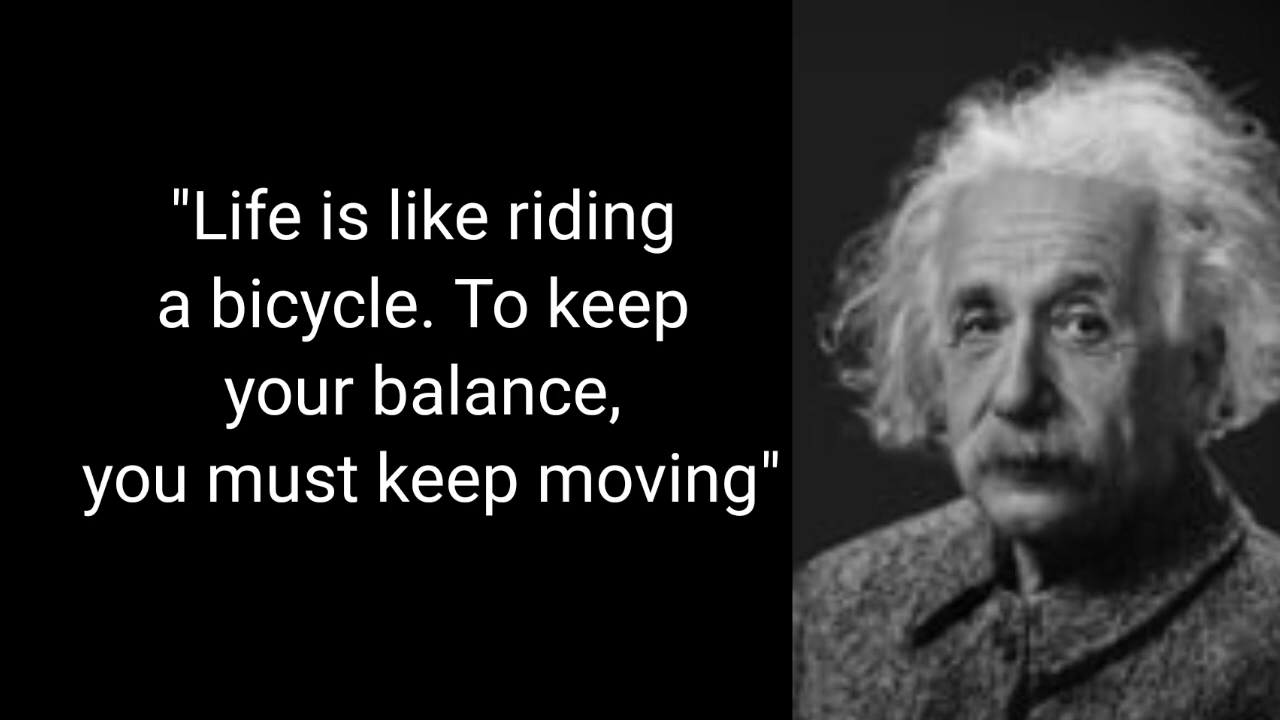 "Life is like riding
a bicycle. To keep
your balance,
you must keep moving"